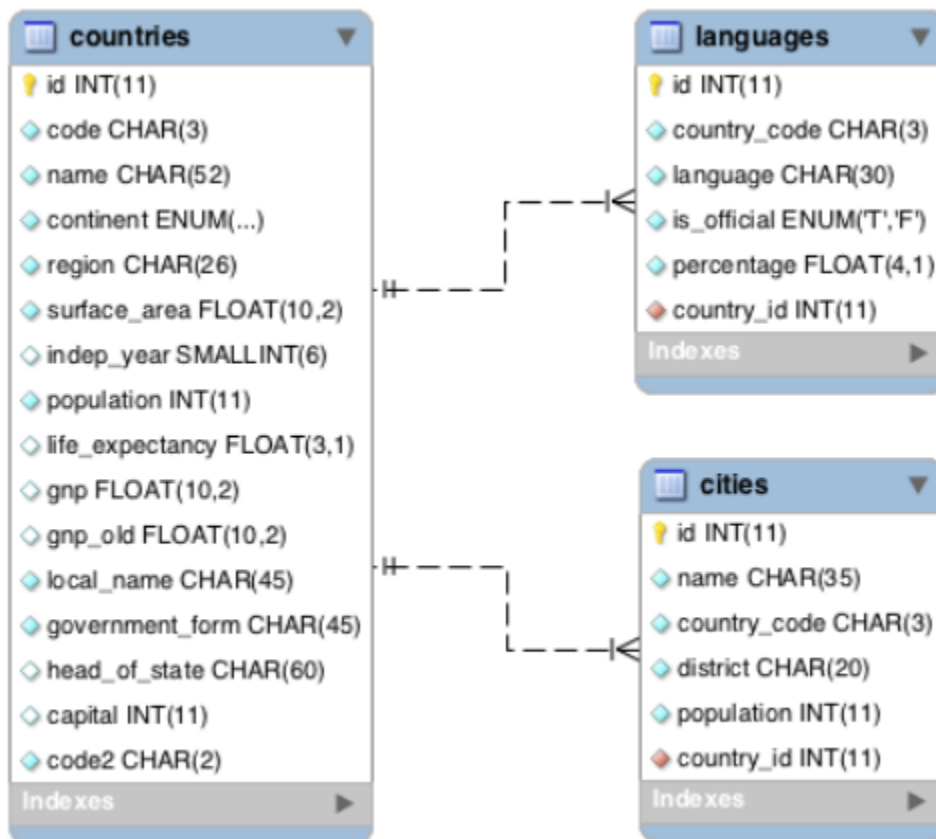 countries
id INT(11)
code CHAR(3)
name CHAR(52)
continent ENUM(...)
region CHAR(26)
surface_area FLOAT(10,2)
indep_year SMALLINT(6)
population INT(11)
life_expectancy FLOAT(3,1)
gnp FLOAT(10,2)
gnp_old FLOAT(10,2)
local_name CHAR(45)
government_form CHAR(45)
head_of_state CHAR(60)
capital INT(11)
code2 CHAR(2)
Indexes
languages
id INT(11)
country_code CHAR(3)
language CHAR(30)
is_official ENUM('T','F')
percentage FLOAT(4,1)
country_id INT(11)
Indexes
cities
id INT(11)
name CHAR(35)
country_code CHAR(3)
district CHAR(20)
population INT(11)
country_id INT(11)
Indexes